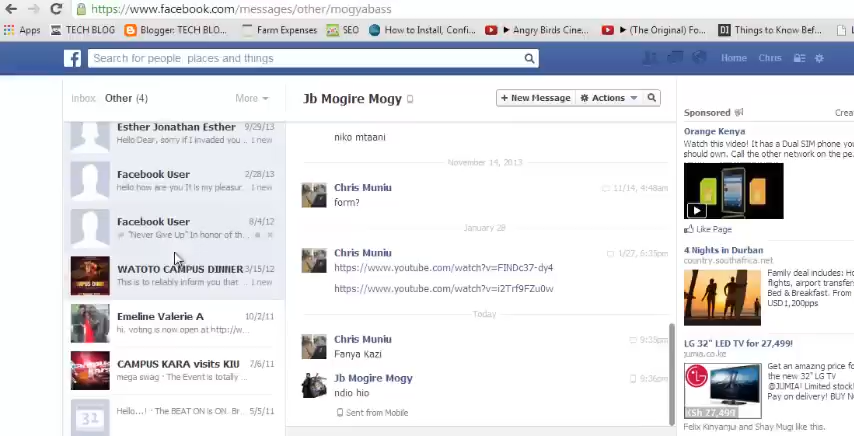 https://www.facebook.com/messages/other/mogyabass
Apps TECH BLOG Blogger: TECH BLOG Farm Expenses SEO How to Install, Confi... Angry Birds Cine... ▶ (The Original) Fo... DI Things to Know Bef...
f Search for people, places and things Home Chris
Inbox Other (4) More
Esther Jonathan Esther 9/29/13
Hello Dear, sorry if I invaded you ... 1 new
Facebook User 2/28/13
hello how are you It is my pleasur... 1 new
Facebook User 8/4/12
"Never Give Up" In honor of th...
WATOTO CAMPUS DINNER 3/15/12
This is to reliably inform you that ... 1 new
Emeline Valerie A 10/2/11
hi. voting is now open at http://w...
CAMPUS KARA visits KIU 7/6/11
mega swag - The Event is totally ...
31 Hello...! - The BEAT ON is ON. Br... 5/5/11
Jb Mogire Mogy + New Message Actions
niko mtaani
November 14, 2013
Chris Muniu 11/14, 4:48am
form?
January 28
Chris Muniu 1/27, 6:35pm
https://www.youtube.com/watch?v=FINDc37-dy4
https://www.youtube.com/watch?v=i2Trf9FZu0w
Today
Chris Muniu 9:35pm
Fanya Kazi
Jb Mogire Mogy 9:36pm
ndio hio
Sent from Mobile
Sponsored Crea
Orange Kenya
Watch this video! It has a Dual SIM phone yo
should own. Call the other network on the pe.
Like Page
4 Nights in Durban
country.southafrica.net
Family deal includes: Ho
flights, airport transfers
Bed & Breakfast. From
USD1,200pps
LG 32" LED TV for 27,499!
jumia.co.ke
Get an amazing price fo
the new 32" LG TV
@JUMIA! Limited stock!
Pay on delivery! BUY NO
LG
KSh 27,499
Felix Kinyanjui and Shay Mugi like this.